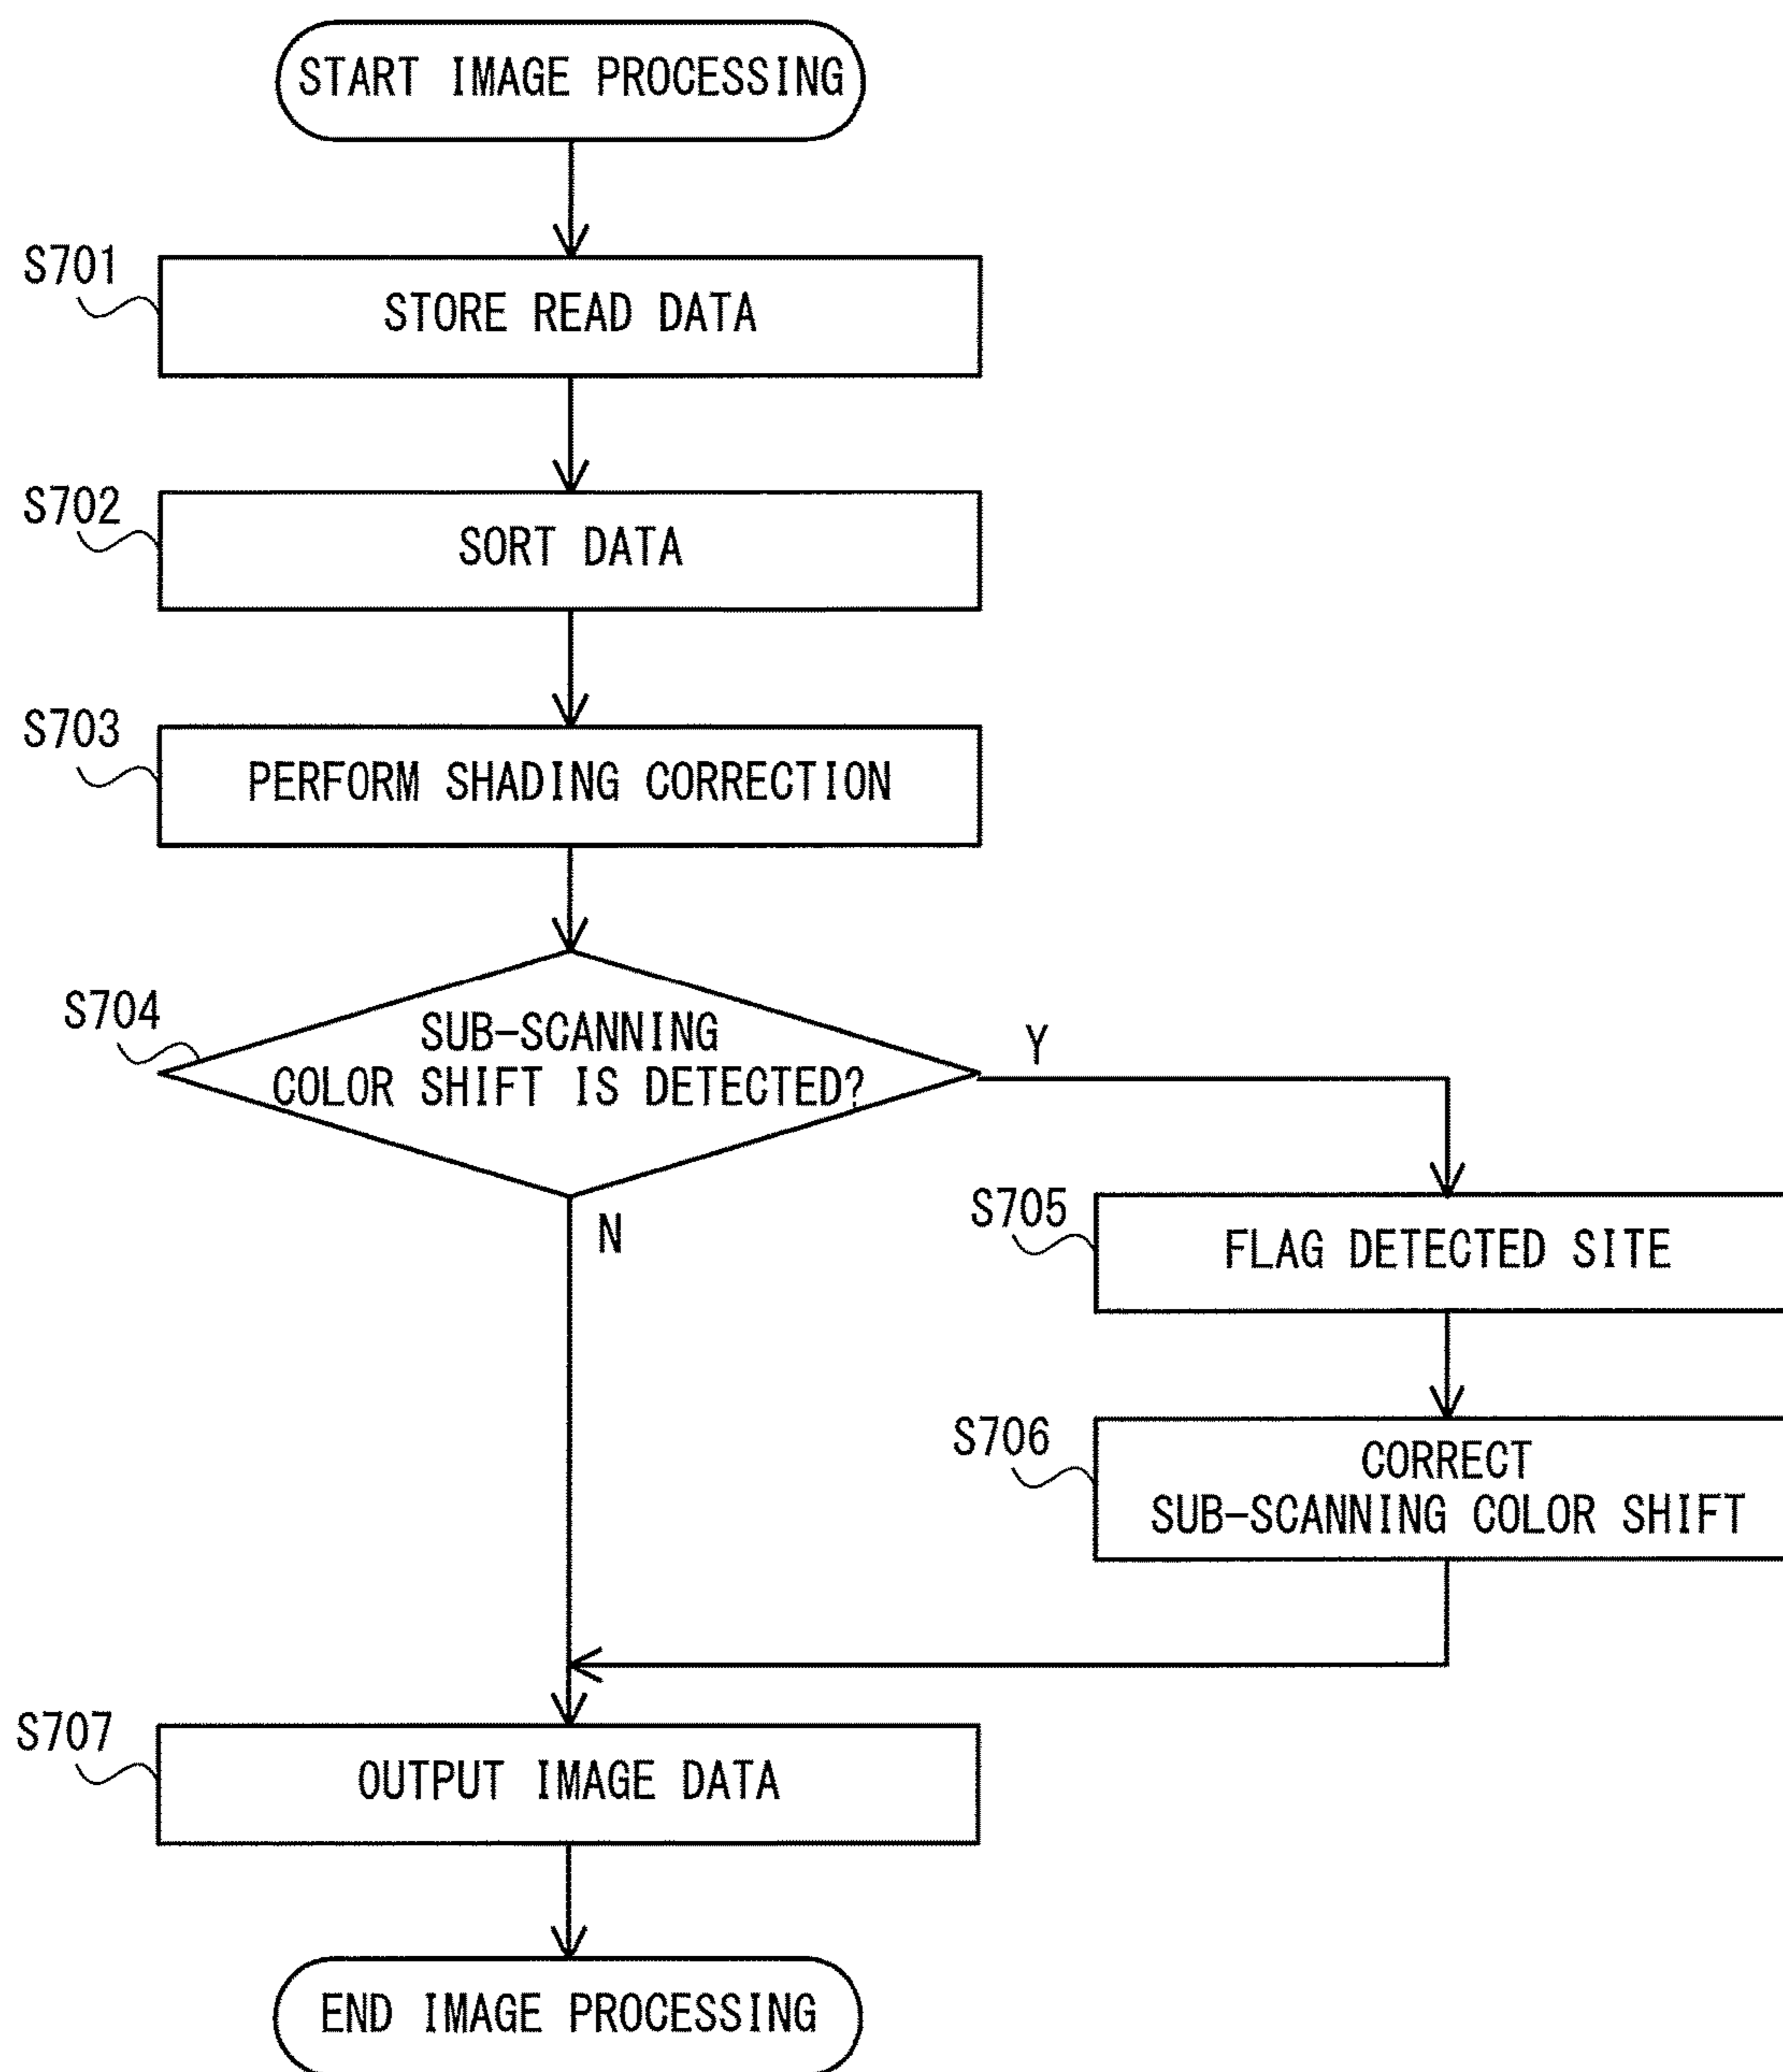 START IMAGE PROCESSING
S701
STORE READ DATA
S702
SORT DATA
S703
PERFORM SHADING CORRECTION
S704
SUB-SCANNING
COLOR SHIFT IS DETECTED?
Y
N
S705
FLAG DETECTED SITE
S706
CORRECT
SUB-SCANNING COLOR SHIFT
S707
OUTPUT IMAGE DATA
END IMAGE PROCESSING